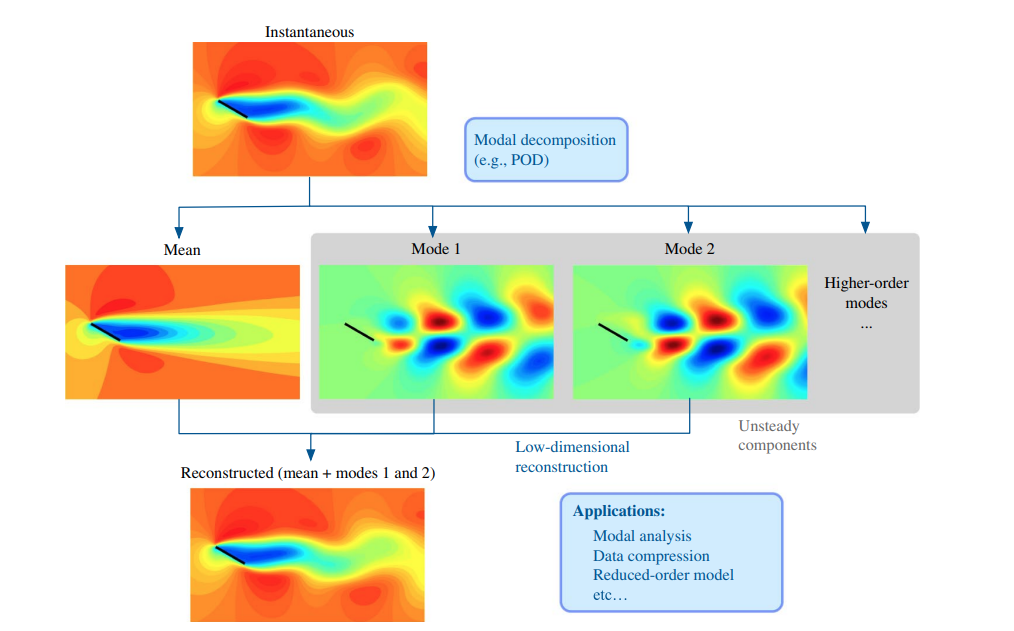 Instantaneous
Modal decomposition
(e.g., POD)
Mean
Mode 1
Mode 2
Higher-order
modes
...
Unsteady
components
Low-dimensional
reconstruction
Reconstructed (mean + modes 1 and 2)
Applications:
Modal analysis
Data compression
Reduced-order model
etc…